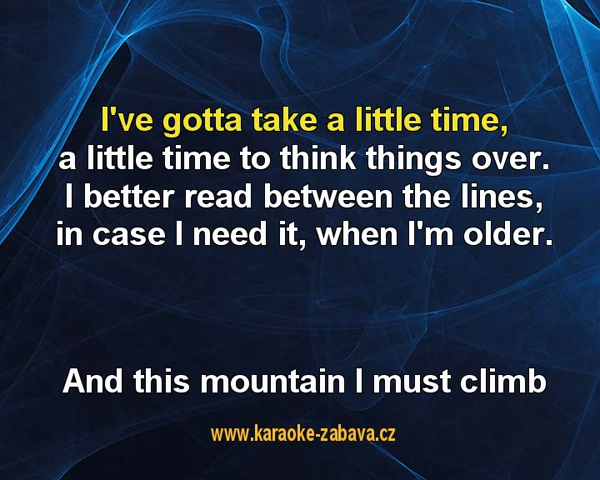 I've gotta take a little time,
a little time to think things over.
I better read between the lines,
in case I need it, when I'm older.
And this mountain I must climb
www.karaoke-zabava.cz